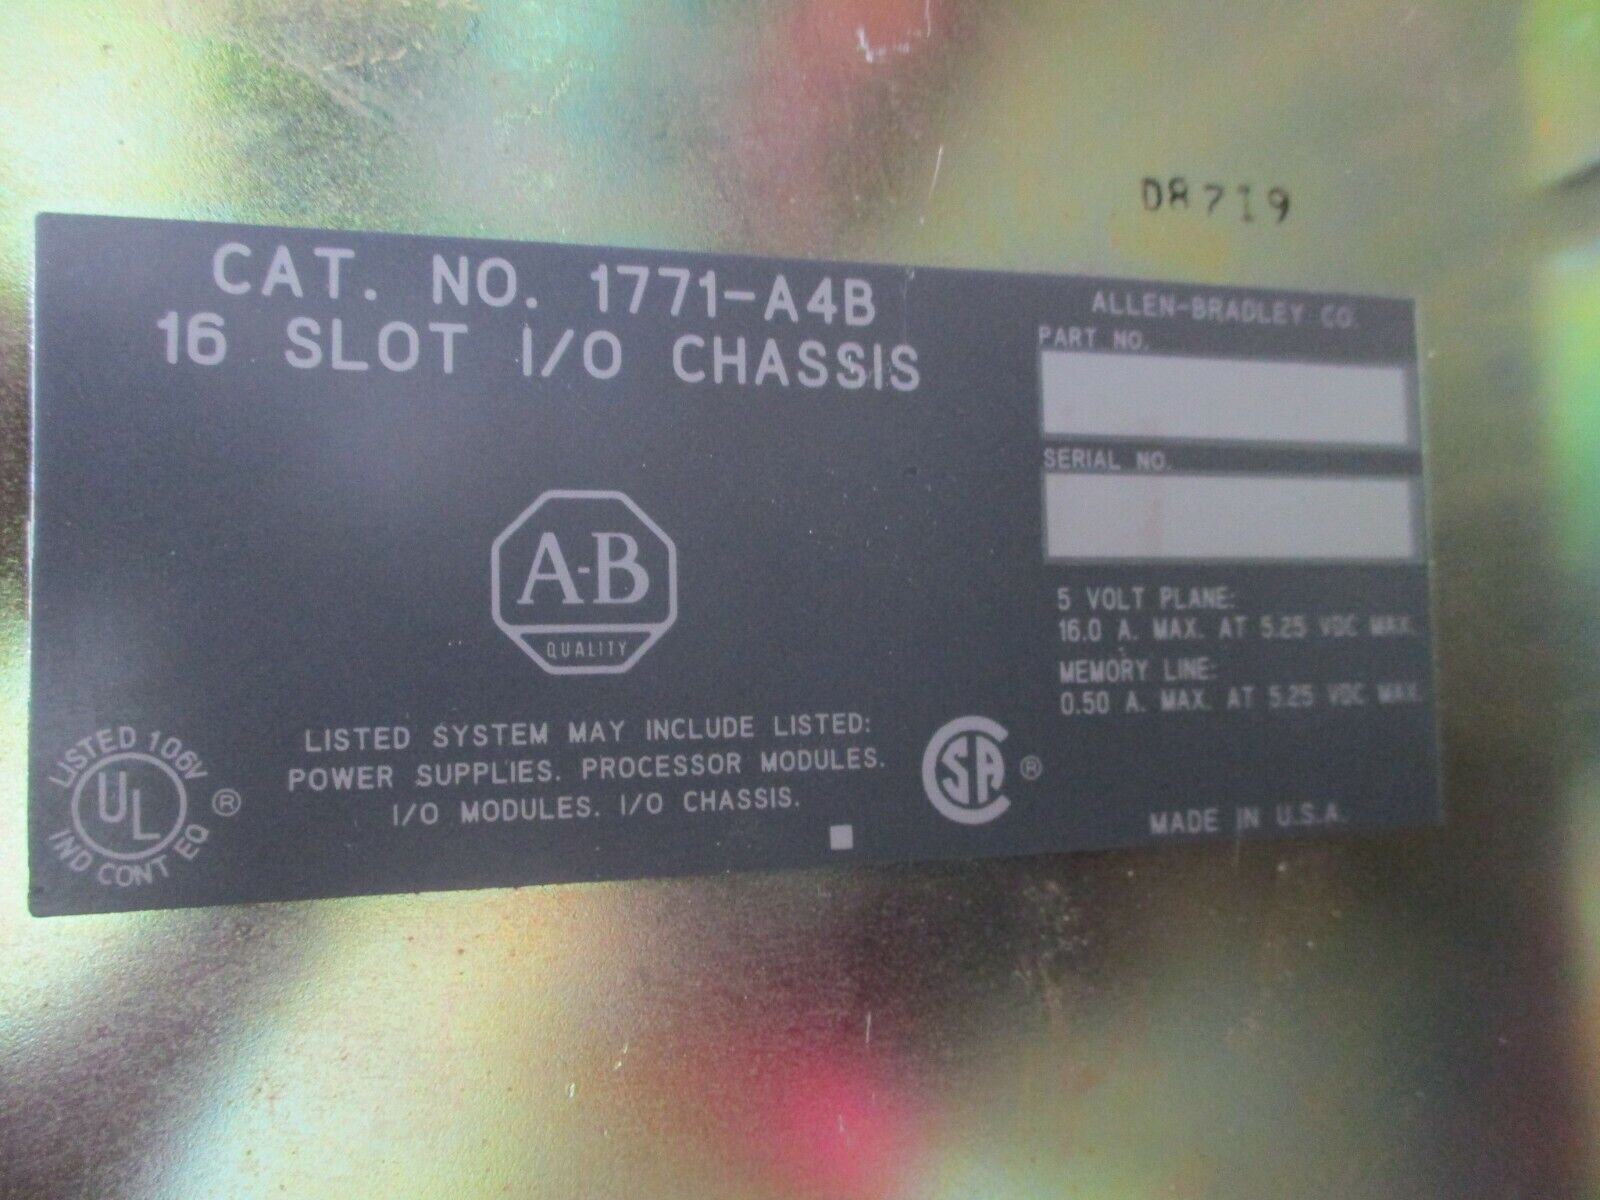 D8719
CAT. NO. 1771-A4B
16 SLOT I/O CHASSIS
A-B
QUALITY
LISTED 106V
UL ®
IND CONT EQ
LISTED SYSTEM MAY INCLUDE LISTED:
POWER SUPPLIES. PROCESSOR MODULES.
I/O MODULES. I/O CHASSIS.
CSA ®
ALLEN-BRADLEY CO.
PART NO.
SERIAL NO.
5 VOLT PLANE:
16.0 A. MAX. AT 5.25 VDC MAX.
MEMORY LINE:
0.50 A. MAX. AT 5.25 VDC MAX.
MADE IN U.S.A.